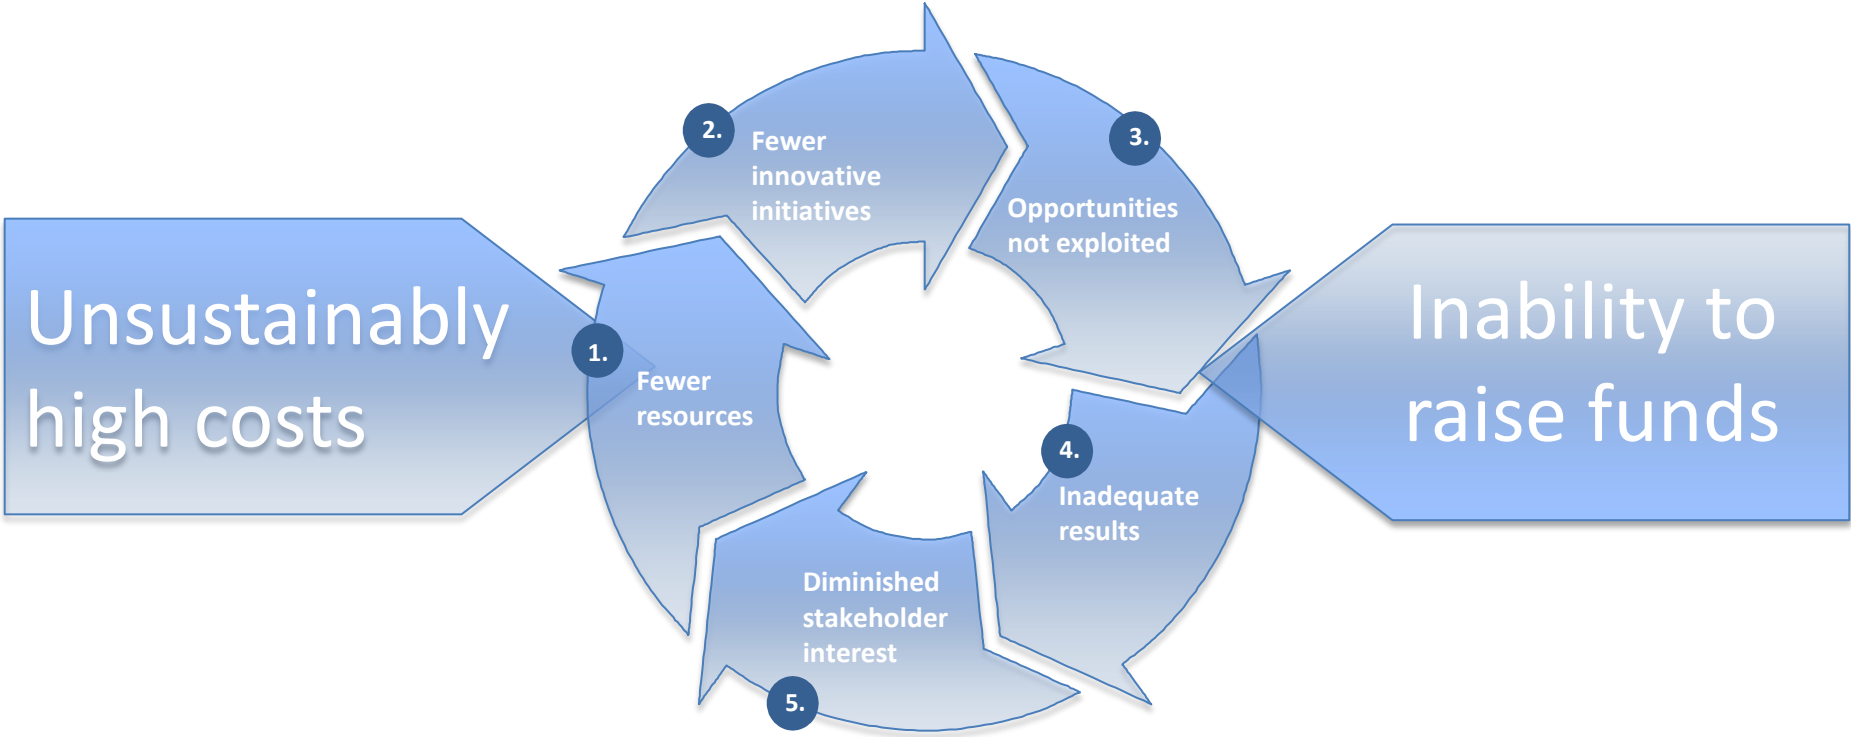 Unsustainably
high costs
1.
Fewer
resources
2.
Fewer
innovative
initiatives
3.
Opportunities
not exploited
4.
Inadequate
results
5.
Diminished
stakeholder
interest
Inability to
raise funds